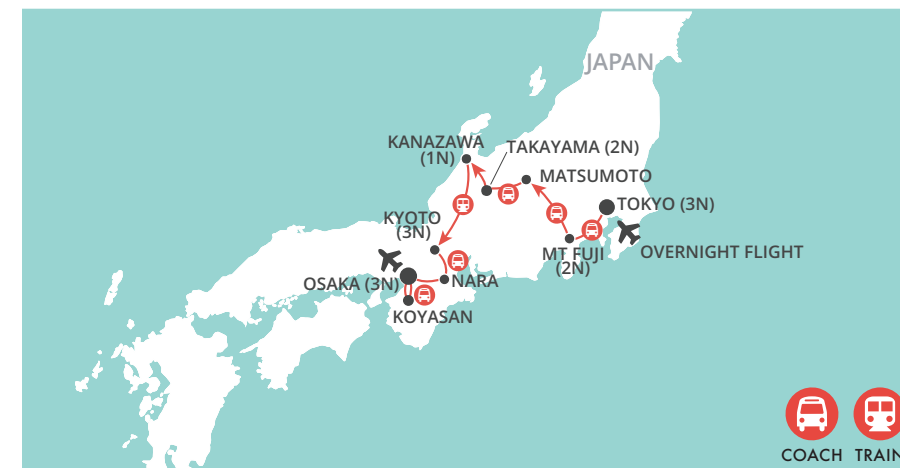 JAPAN
KANAZAWA
(1N)
TAKAYAMA (2N)
MATSUMOTO
TOKYO (3N)
KYOTO
(3N)
MT FUJI
(2N)
OVERNIGHT FLIGHT
OSAKA (3N)
NARA
KOYASAN
COACH TRAIN